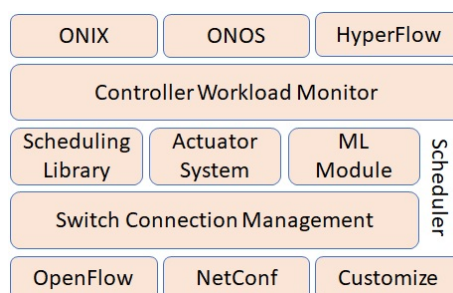 ONIX
ONOS
HyperFlow
Controller Workload Monitor
Scheduling
Library
Actuator
System
ML
Module
Scheduler
Switch Connection Management
OpenFlow
NetConf
Customize